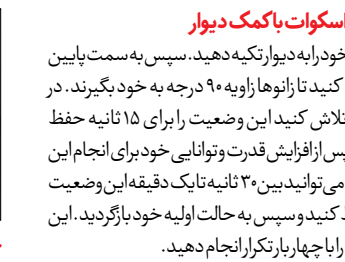 اسکوات با کمک دیوار
خود را به دیوار تکیه دهید. سپس به سمت پایین
کنید تا زانوها زاویه ۹۰ درجه به خود بگیرند. در
تلاش کنید این وضعیت را برای ۱۵ ثانیه حفظ
پس از افزایش قدرت و توانایی خود برای انجام این
می‌توانید بین ۳۰ ثانیه تا یک دقیقه این وضعیت
کنید و سپس به حالت اولیه خود بازگردید. این
را با چهار بار تکرار انجام دهید.